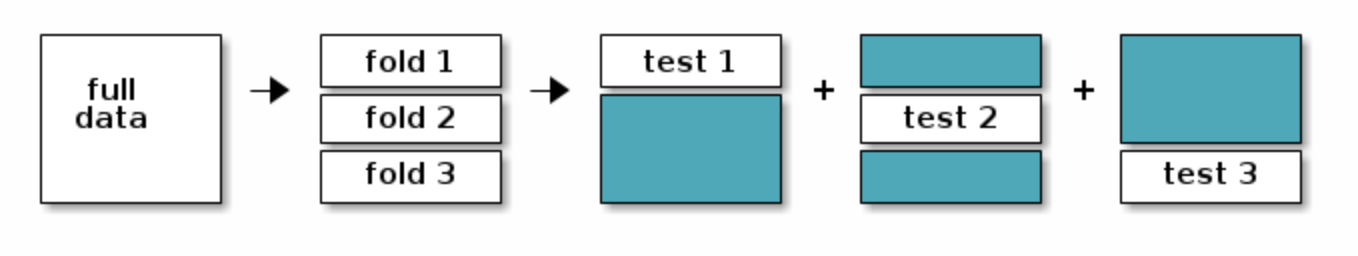 full
data
fold 1
fold 2
fold 3
test 1
+
test 2
+
test 3